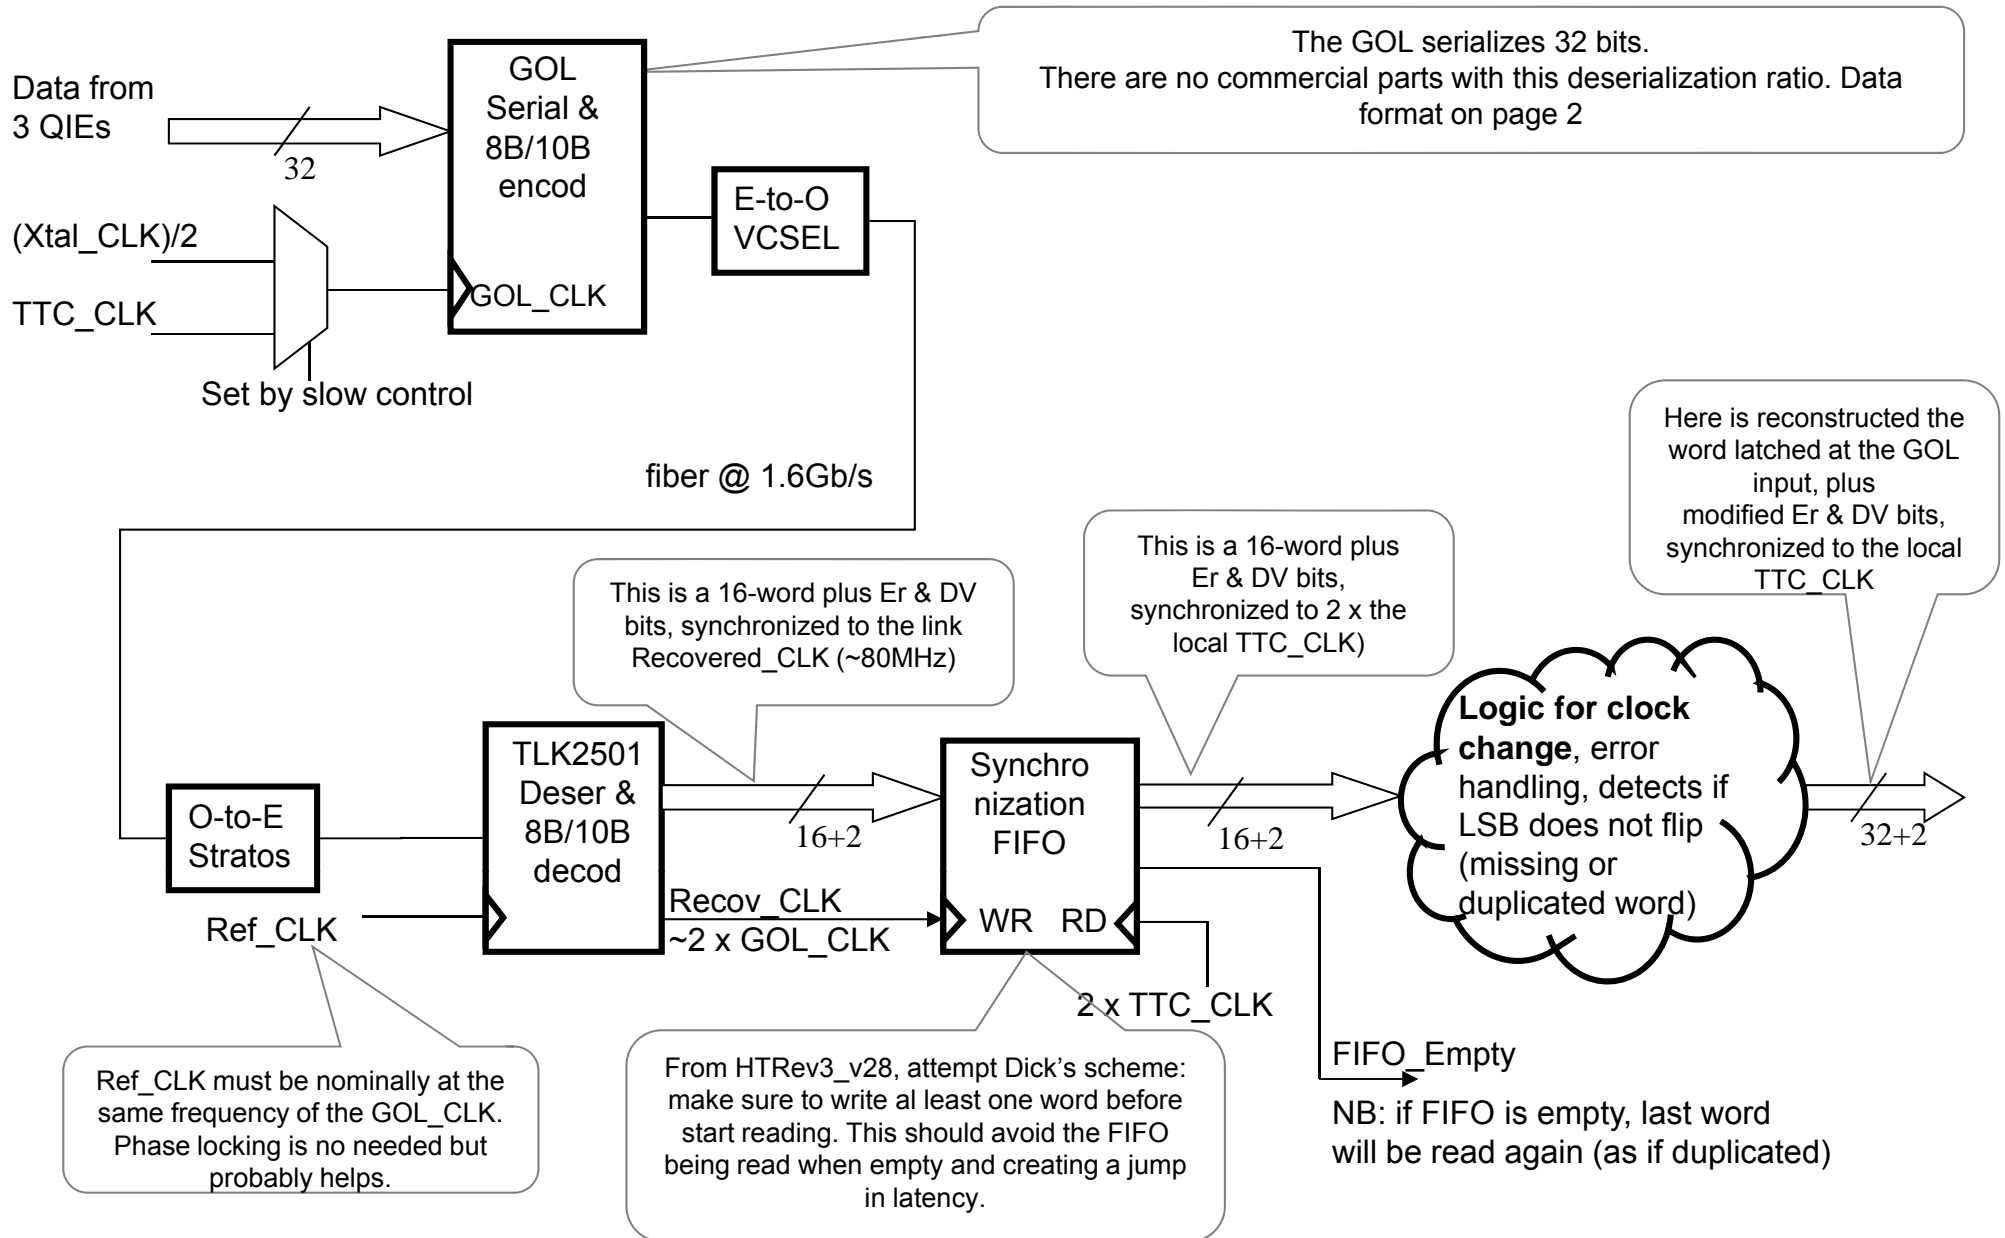 The GOL serializes 32 bits.
There are no commercial parts with this deserialization ratio. Data
format on page 2
Data from
3 QIEs
32
GOL
Serial &
8B/10B
encod
GOL_CLK
E-to-O
VCSEL
(Xtal_CLK)/2
TTC_CLK
Set by slow control
fiber @ 1.6Gb/s
Here is reconstructed the
word latched at the GOL
input, plus
modified Er & DV bits,
synchronized to the local
TTC_CLK
This is a 16-word plus Er & DV
bits, synchronized to the link
Recovered_CLK (~80MHz)
This is a 16-word plus
Er & DV bits,
synchronized to 2 x the
local TTC_CLK)
O-to-E
Stratos
Ref_CLK
TLK2501
Deser &
8B/10B
decod
16+2
Recov_CLK
~2 x GOL_CLK
Synchro
nization
FIFO
WR RD
16+2
2 x TTC_CLK
Logic for clock
change, error
handling, detects if
LSB does not flip
(missing or
duplicated word)
32+2
FIFO_Empty
NB: if FIFO is empty, last word
will be read again (as if duplicated)
Ref_CLK must be nominally at the
same frequency of the GOL_CLK.
Phase locking is no needed but
probably helps.
From HTRev3_v28, attempt Dick's scheme:
make sure to write al least one word before
start reading. This should avoid the FIFO
being read when empty and creating a jump
in latency.